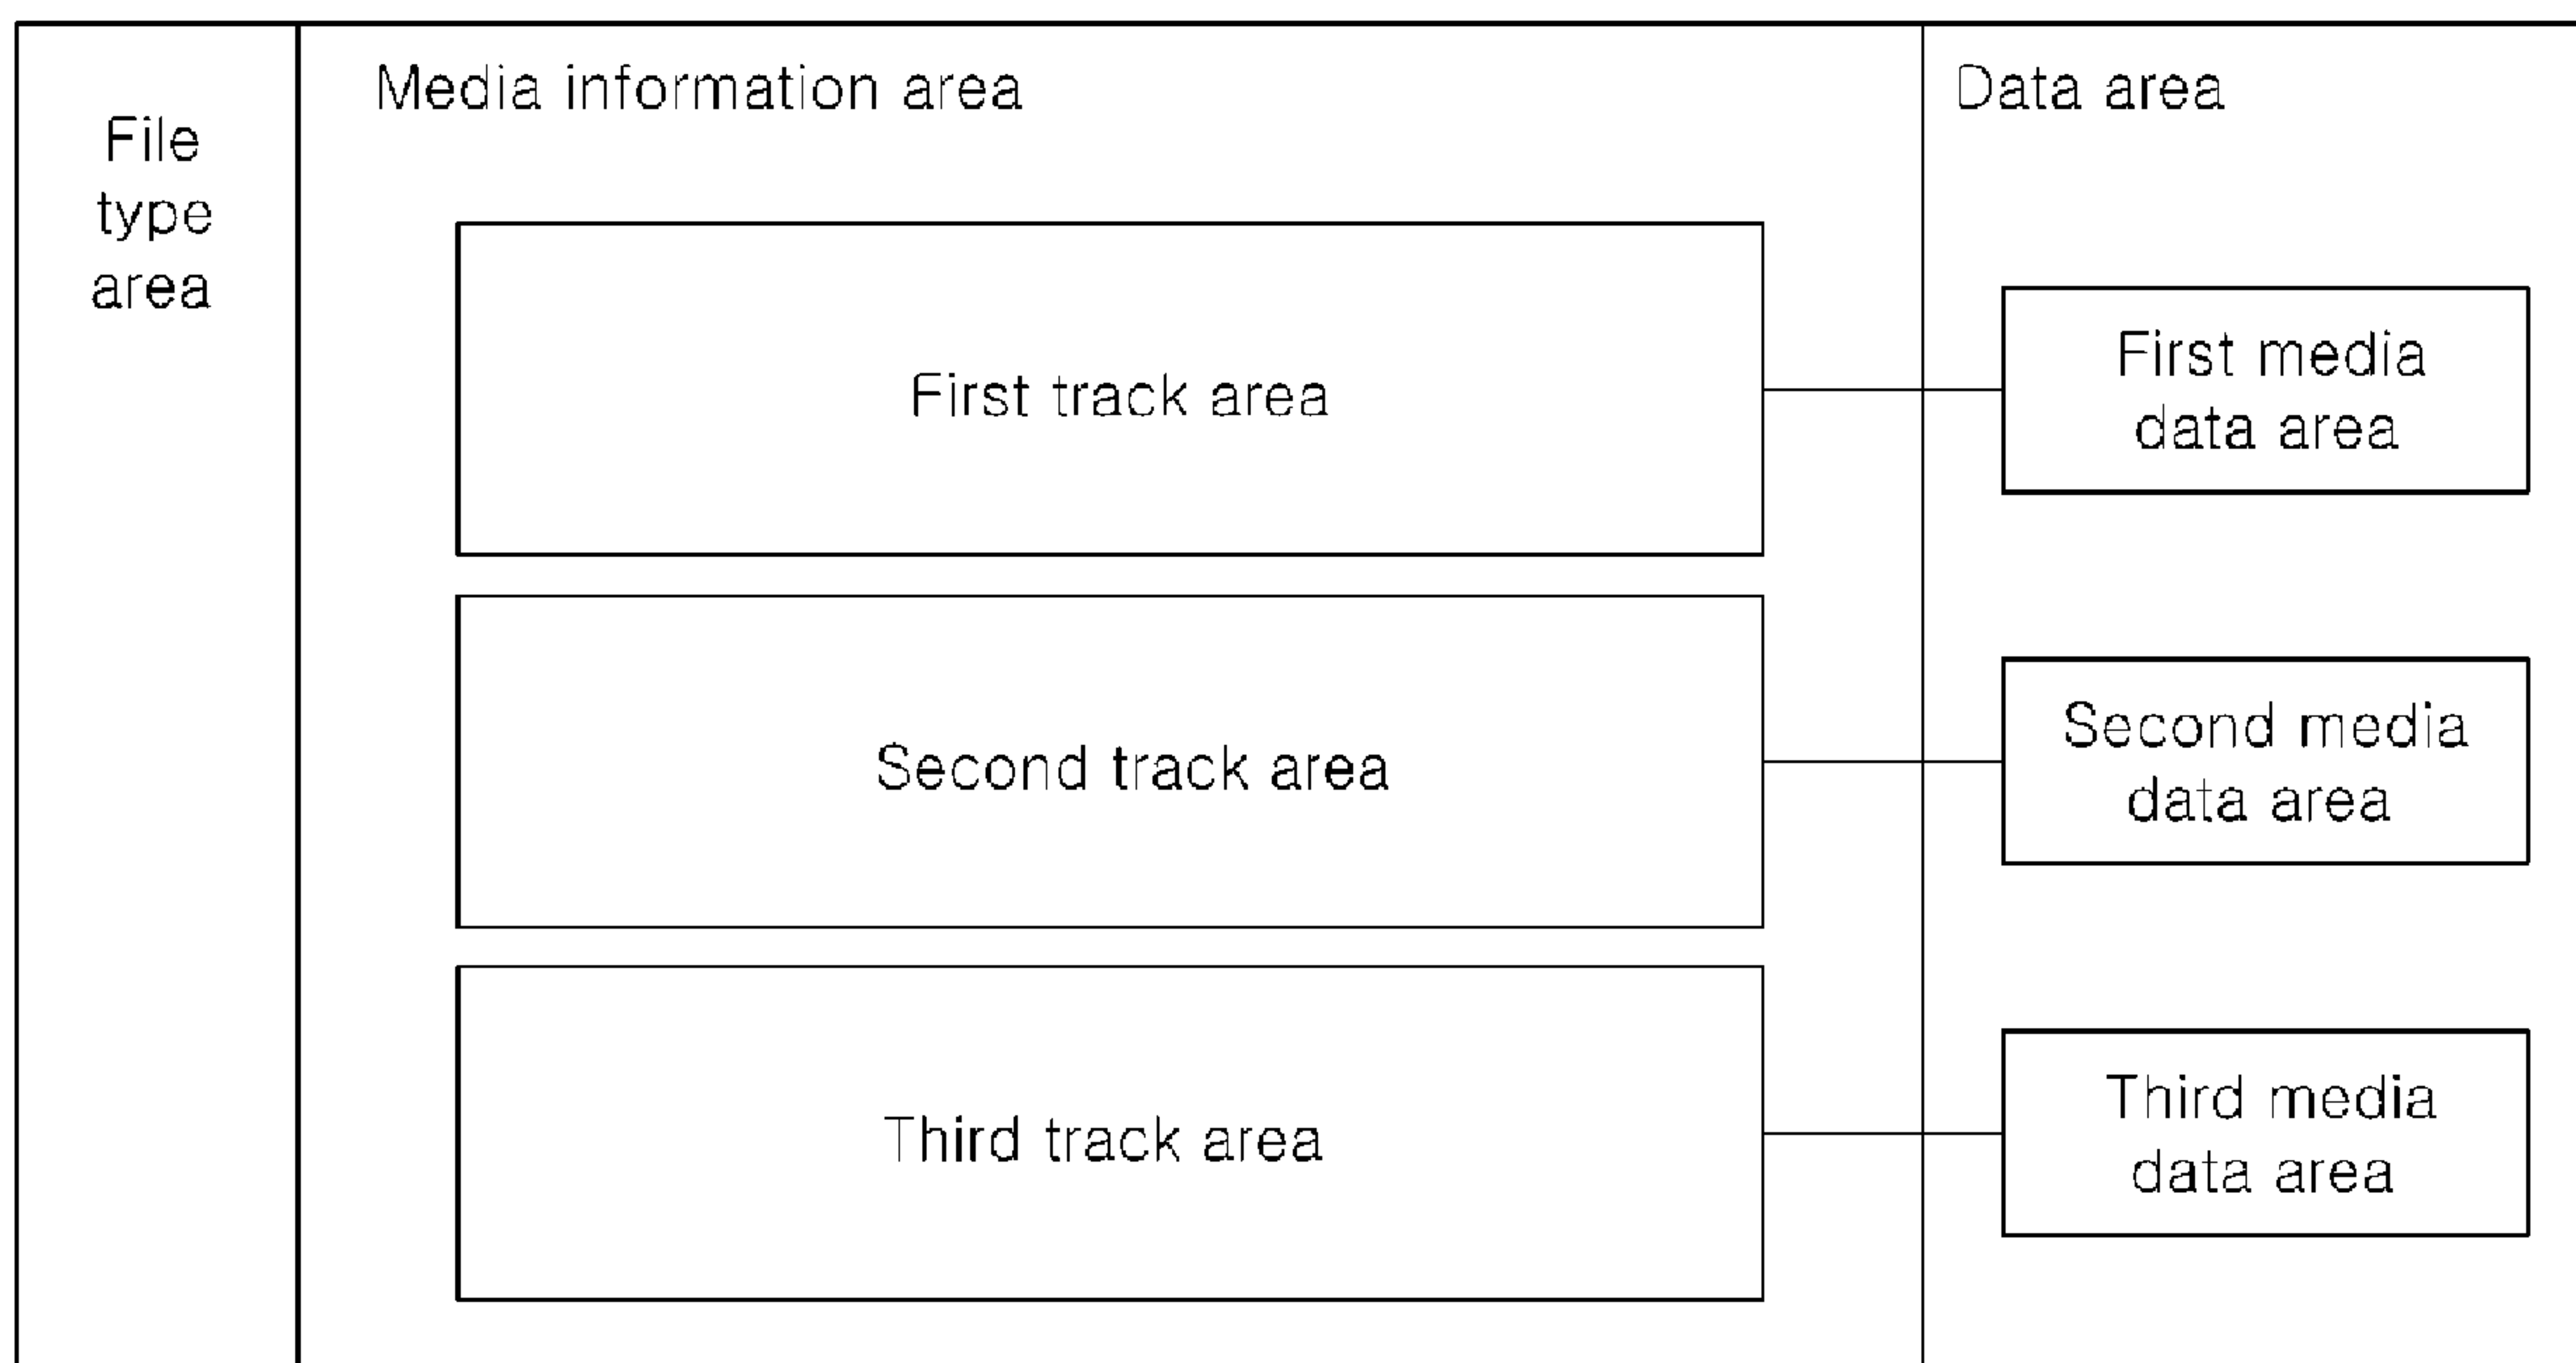 File
type
area
Media information area
First track area
Second track area
Third track area
Data area
First media
data area
Second media
data area
Third media
data area